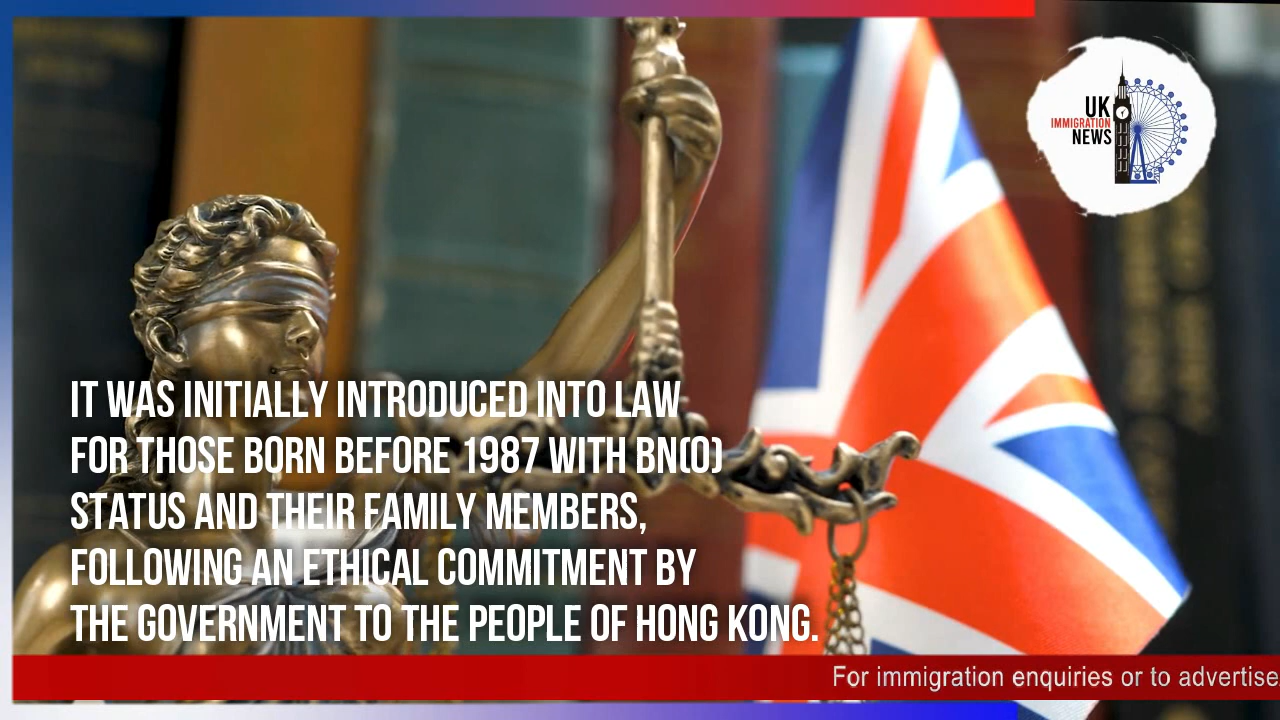 UK
IMMIGRATION
NEWS
IT WAS INITIALLY INTRODUCED INTO LAW
FOR THOSE BORN BEFORE 1987 WITH BN(O)
STATUS AND THEIR FAMILY MEMBERS,
FOLLOWING AN ETHICAL COMMITMENT BY
THE GOVERNMENT TO THE PEOPLE OF HONG KONG.
For immigration enquiries or to advertise